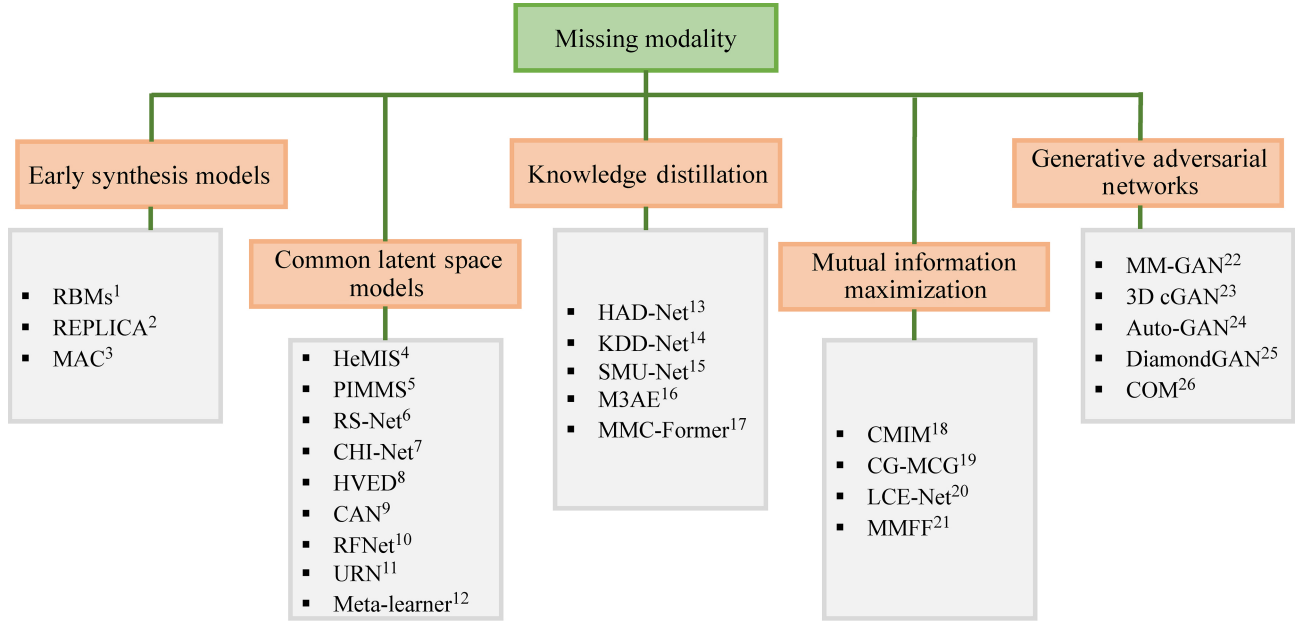 Missing modality
Early synthesis models
▪ RBMs¹
▪ REPLICA²
▪ MAC³
Common latent space
models
▪ HeMIS⁴
▪ PIMMS⁵
▪ RS-Net⁶
▪ CHI-Net⁷
▪ HVED⁸
▪ CAN⁹
▪ RFNet¹⁰
▪ URN¹¹
▪ Meta-learner¹²
Knowledge distillation
▪ HAD-Net¹³
▪ KDD-Net¹⁴
▪ SMU-Net¹⁵
▪ M3AE¹⁶
▪ MMC-Former¹⁷
Mutual information
maximization
▪ CMIM¹⁸
▪ CG-MCG¹⁹
▪ LCE-Net²⁰
▪ MMFF²¹
Generative adversarial
networks
▪ MM-GAN²²
▪ 3D cGAN²³
▪ Auto-GAN²⁴
▪ DiamondGAN²⁵
▪ COM²⁶